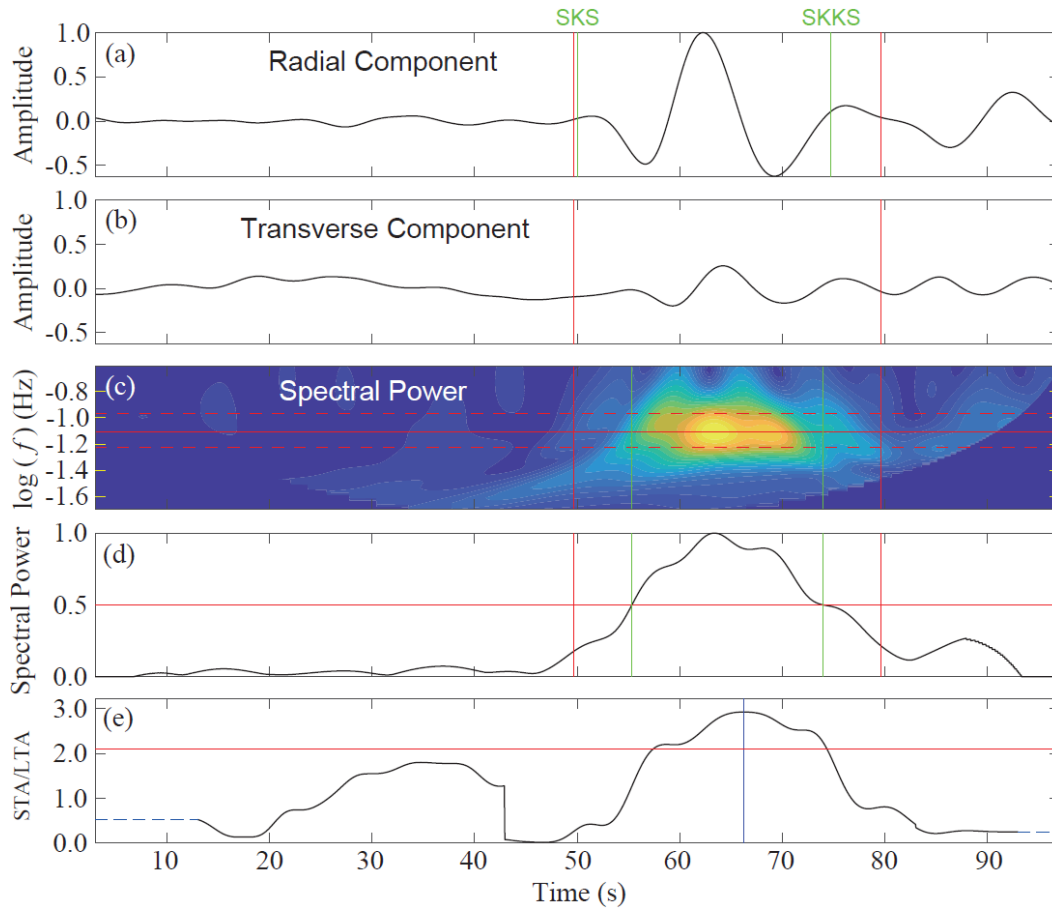 SKS SKKS
(a) Radial Component
Amplitude
1.0
0.5
0.0
-0.5
(b) Transverse Component
Amplitude
1.0
0.5
0.0
-0.5
(c) Spectral Power
log (f) (Hz)
-0.8
-1.0
-1.2
-1.4
-1.6
(d)
Spectral Power
1.0
0.5
0.0
(e)
STA/LTA
3.0
2.0
1.0
0.0
10 20 30 40 50 60 70 80 90
Time (s)